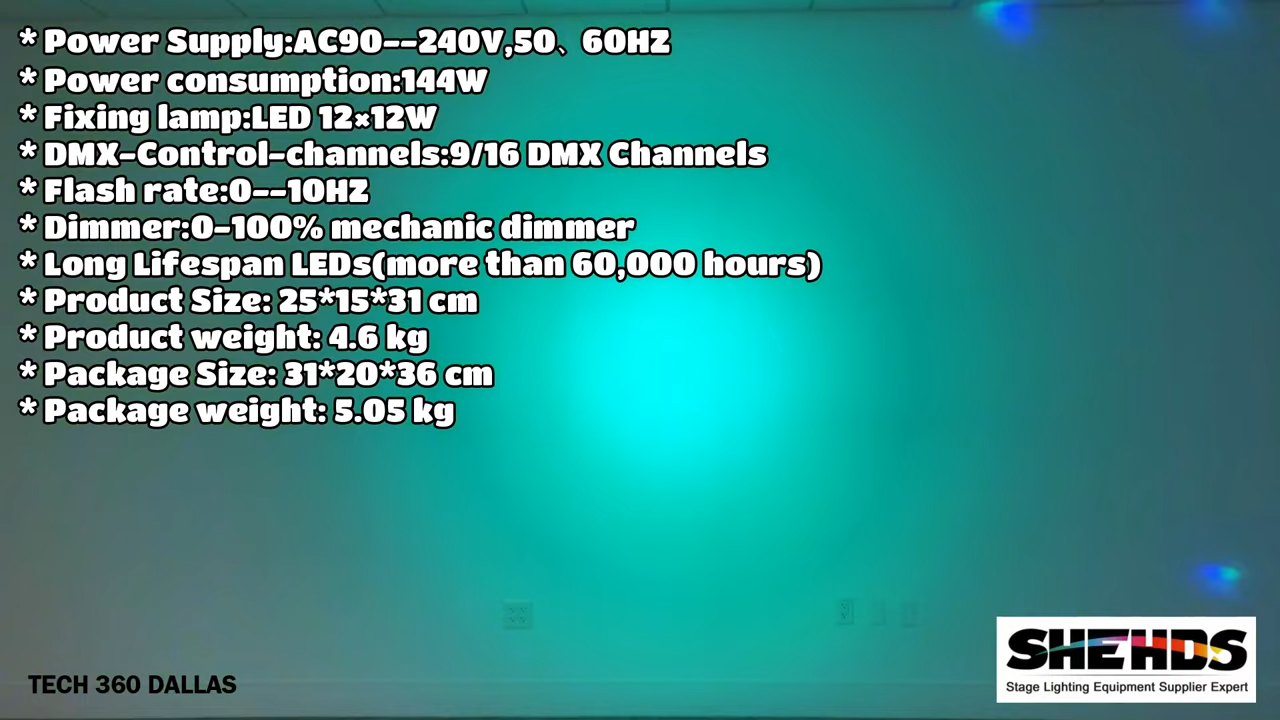 * Power Supply:AC90--240V,50、60HZ
* Power consumption:144W
* Fixing lamp:LED 12×12W
* DMX-Control-channels:9/16 DMX Channels
* Flash rate:0--10HZ
* Dimmer:0-100% mechanic dimmer
* Long Lifespan LEDs(more than 60,000 hours)
* Product Size: 25*15*31 cm
* Product weight: 4.6 kg
* Package Size: 31*20*36 cm
* Package weight: 5.05 kg
TECH 360 DALLAS
SHEHDS
Stage Lighting Equipment Supplier Expert